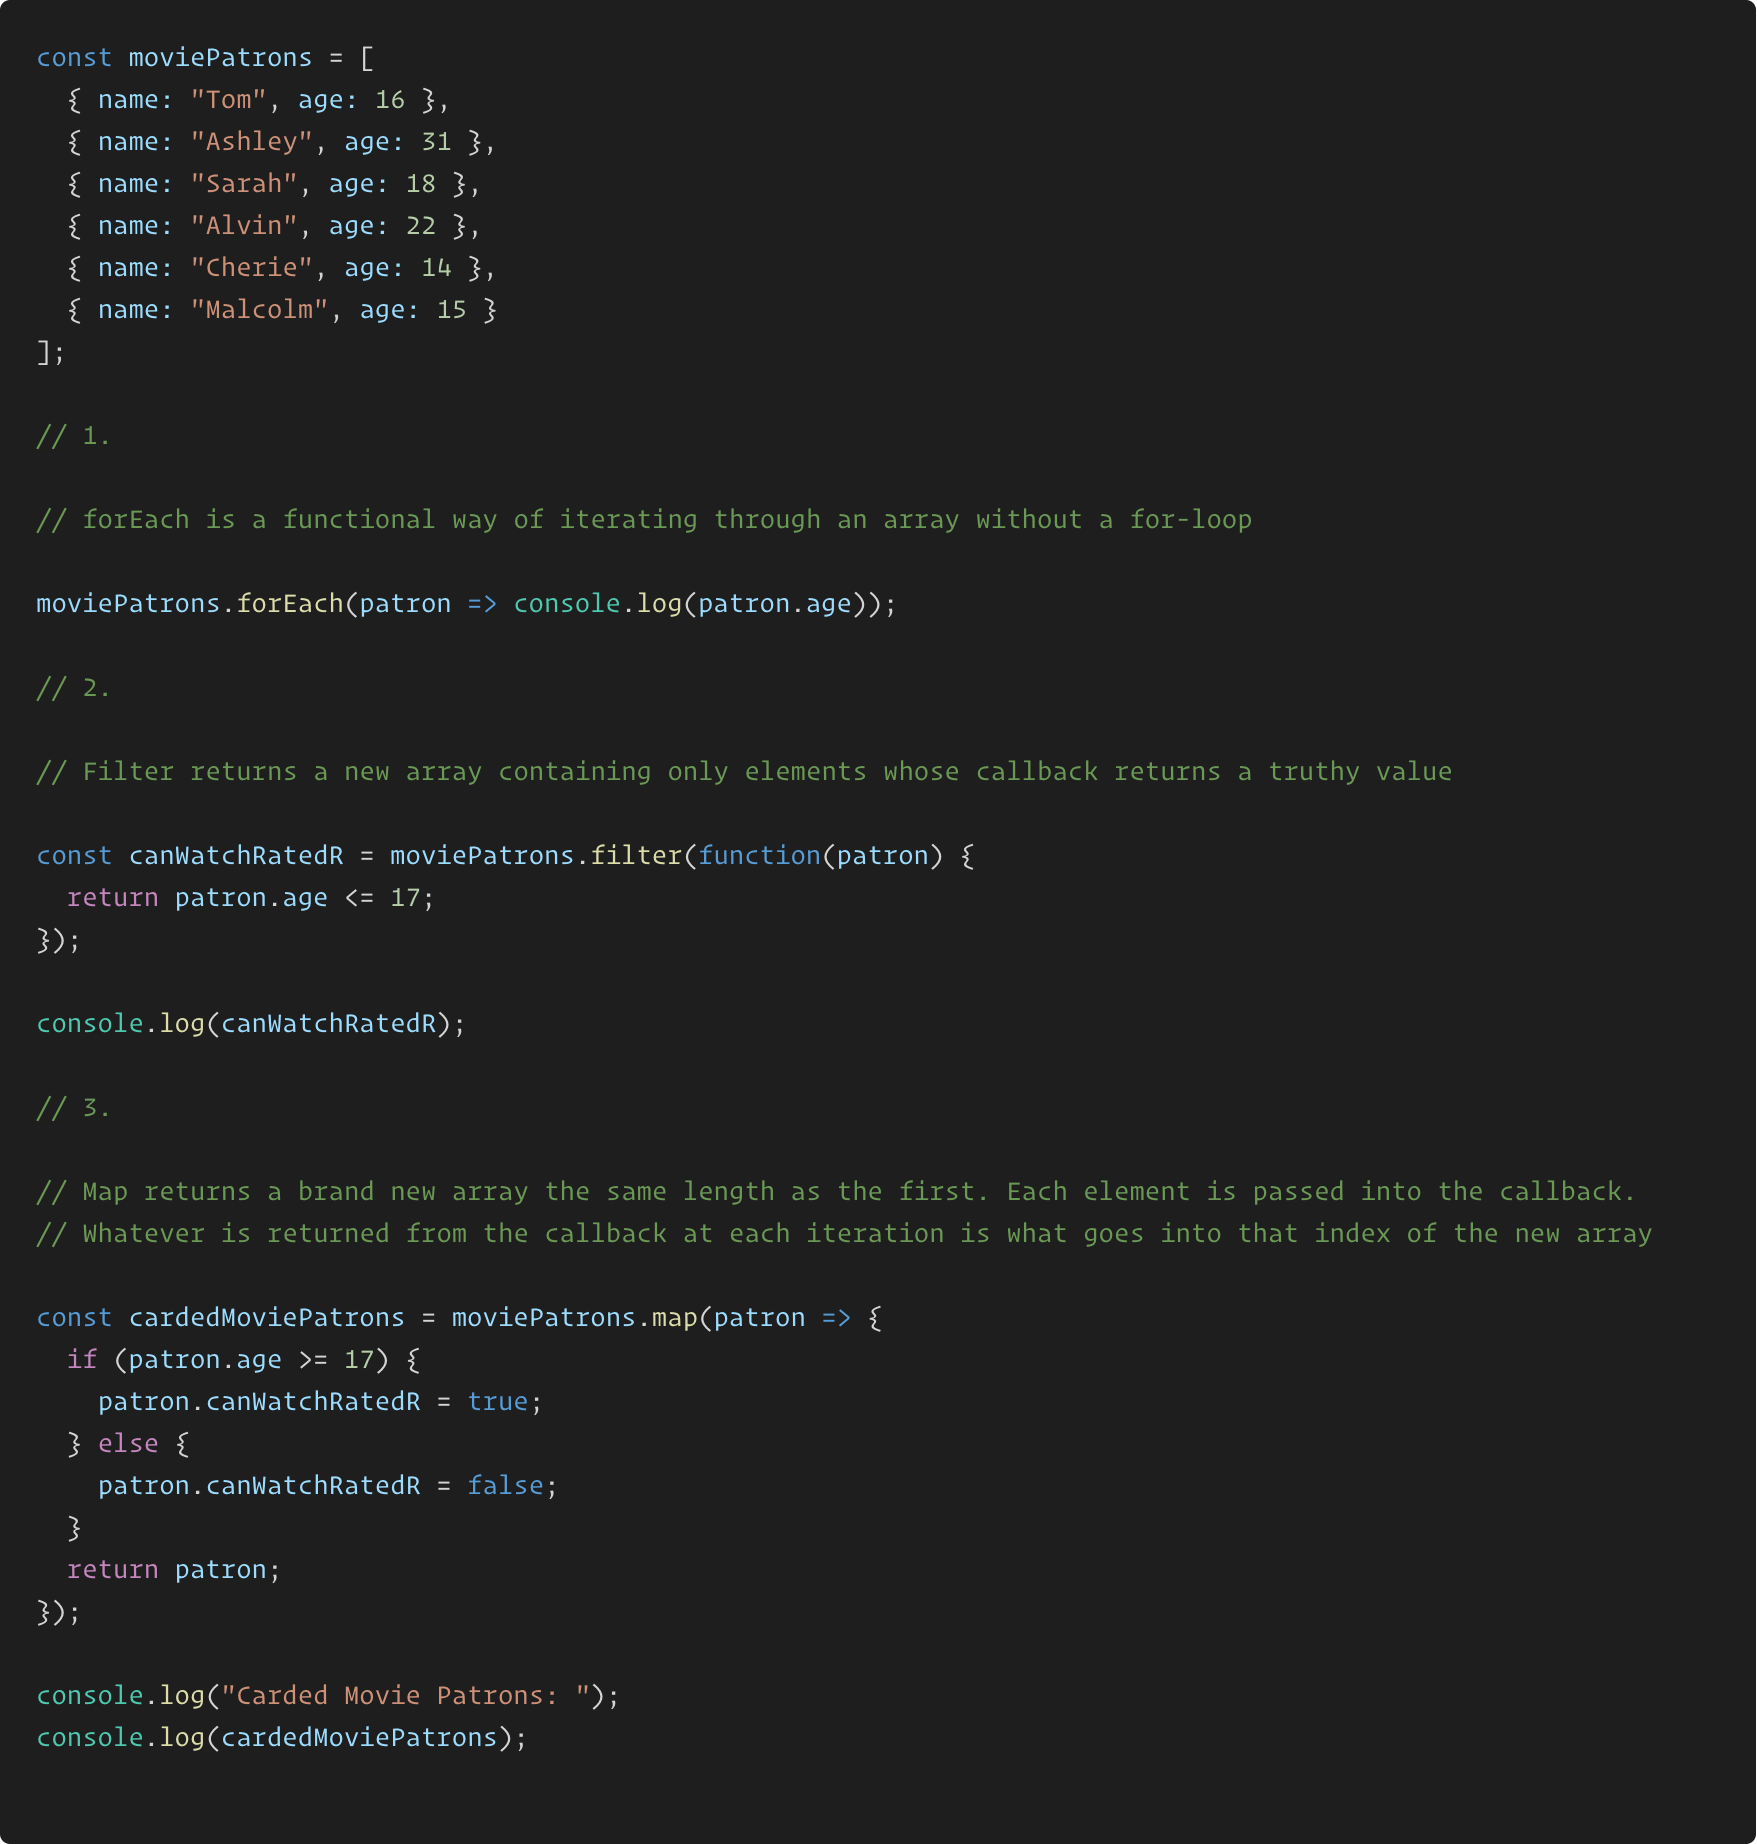 const moviePatrons = [
  { name: "Tom", age: 16 },
  { name: "Ashley", age: 31 },
  { name: "Sarah", age: 18 },
  { name: "Alvin", age: 22 },
  { name: "Cherie", age: 14 },
  { name: "Malcolm", age: 15 }
];

// 1.

// forEach is a functional way of iterating through an array without a for-loop

moviePatrons.forEach(patron => console.log(patron.age));

// 2.

// Filter returns a new array containing only elements whose callback returns a truthy value

const canWatchRatedR = moviePatrons.filter(function(patron) {
  return patron.age <= 17;
});

console.log(canWatchRatedR);

// 3.

// Map returns a brand new array the same length as the first. Each element is passed into the callback.
// Whatever is returned from the callback at each iteration is what goes into that index of the new array

const cardedMoviePatrons = moviePatrons.map(patron => {
  if (patron.age >= 17) {
    patron.canWatchRatedR = true;
  } else {
    patron.canWatchRatedR = false;
  }
  return patron;
});

console.log("Carded Movie Patrons: ");
console.log(cardedMoviePatrons);